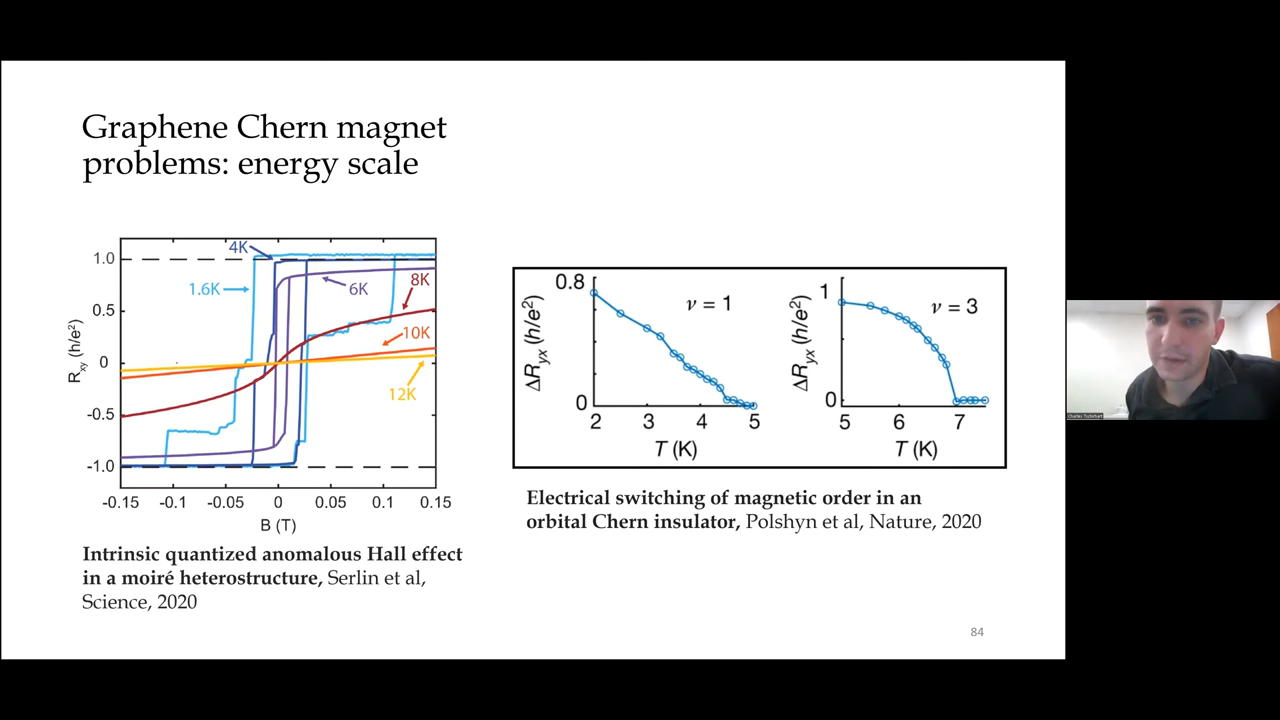 Graphene Chern magnet
problems: energy scale
4K
1.6K
6K
8K
10K
12K
1.0
0.5
0
-0.5
-1.0
Rxy (h/e²)
-0.15 -0.1 -0.05 0 0.05 0.1 0.15
B (T)
Intrinsic quantized anomalous Hall effect
in a moiré heterostructure, Serlin et al,
Science, 2020
0.8
0
ΔRyx (h/e²)
ν = 1
2 3 4 5
T (K)
1
0
ΔRyx (h/e²)
ν = 3
5 6 7
T (K)
Electrical switching of magnetic order in an
orbital Chern insulator, Polshyn et al, Nature, 2020
84